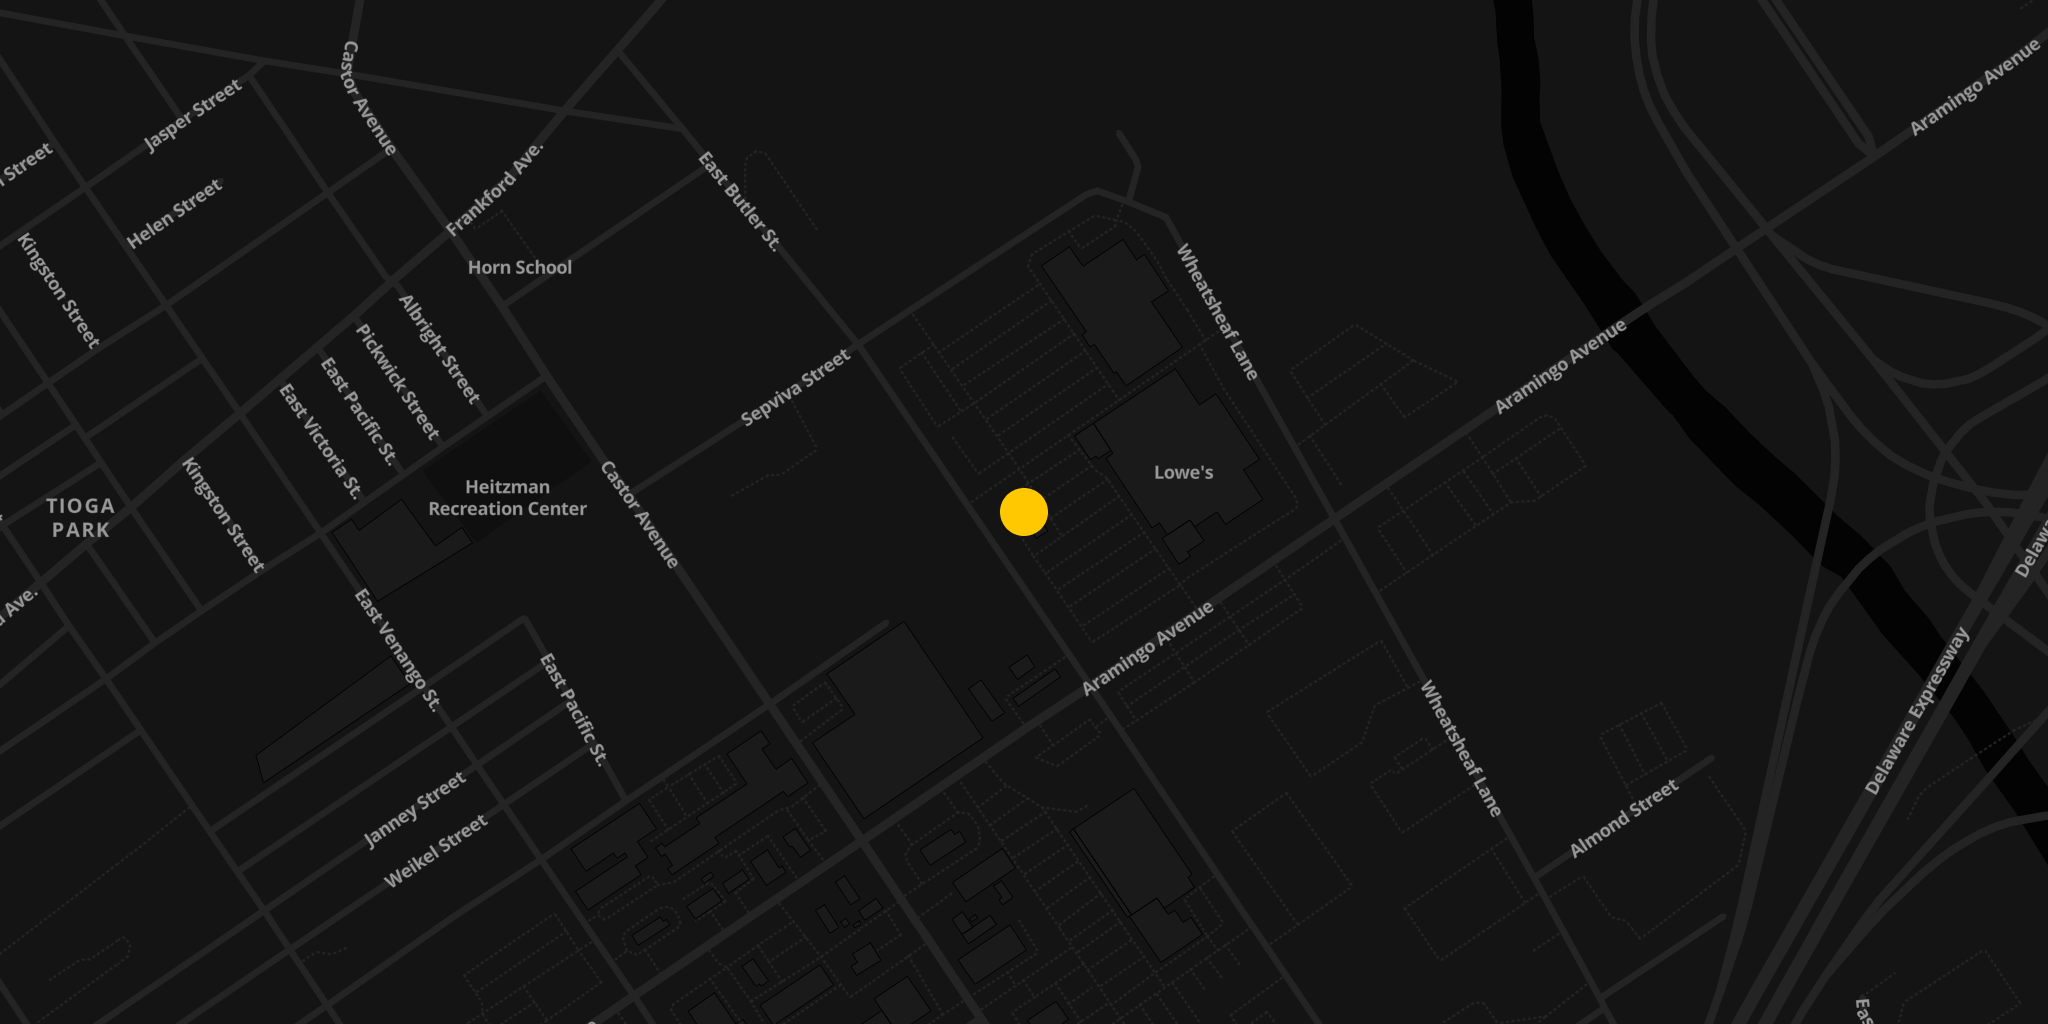 Castor Avenue
Jasper Street
Aramingo Avenue
Street
Frankford Ave.
East Butler St.
Helen Street
Kingston Street
Horn School
Wheatsheaf Lane
Albright Street
Pickwick Street
East Pacific St.
East Victoria St.
Sepviva Street
Aramingo Avenue
Lowe's
Kingston Street
Heitzman
Recreation Center
Castor Avenue
TIOGA
PARK
Ave.
East Venango St.
Aramingo Avenue
East Pacific St.
Delaware Expressway
Wheatsheaf Lane
Janney Street
Weikel Street
Almond Street